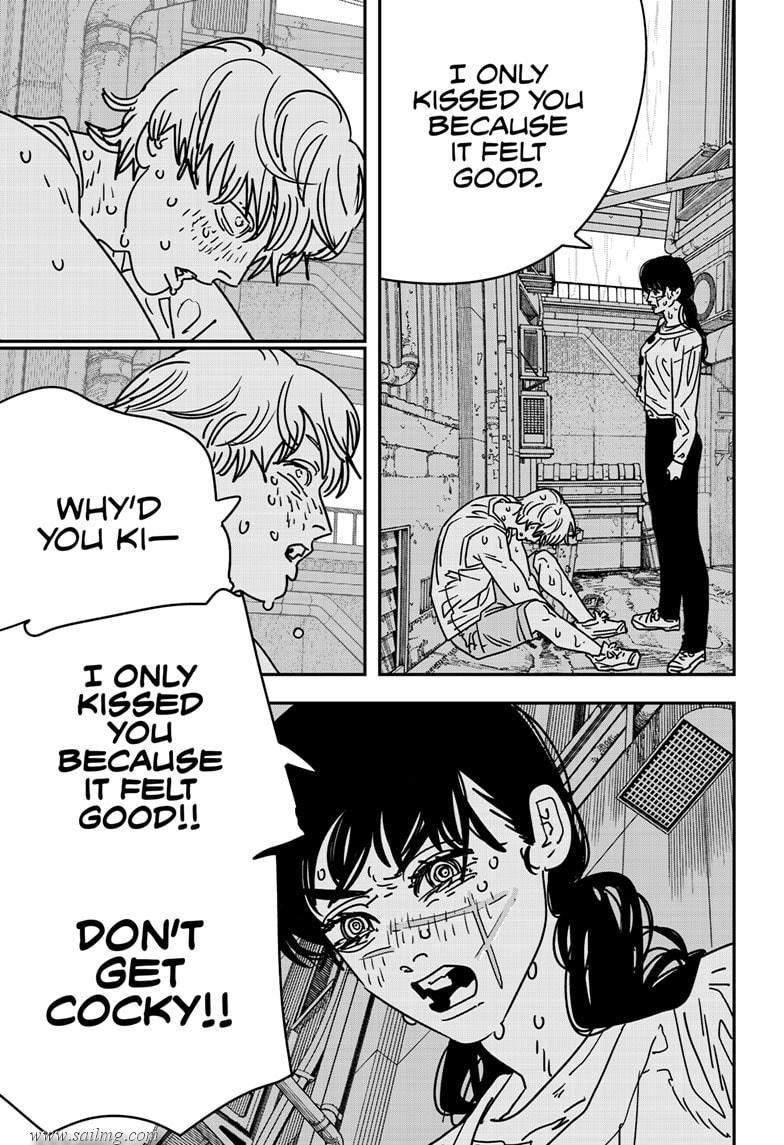 I ONLY
KISSED YOU
BECAUSE
IT FELT
GOOD.
WHY'D
YOU KI—
I ONLY
KISSED
YOU
BECAUSE
IT FELT
GOOD!!
DON'T
GET
COCKY!!
www.sailmg.com